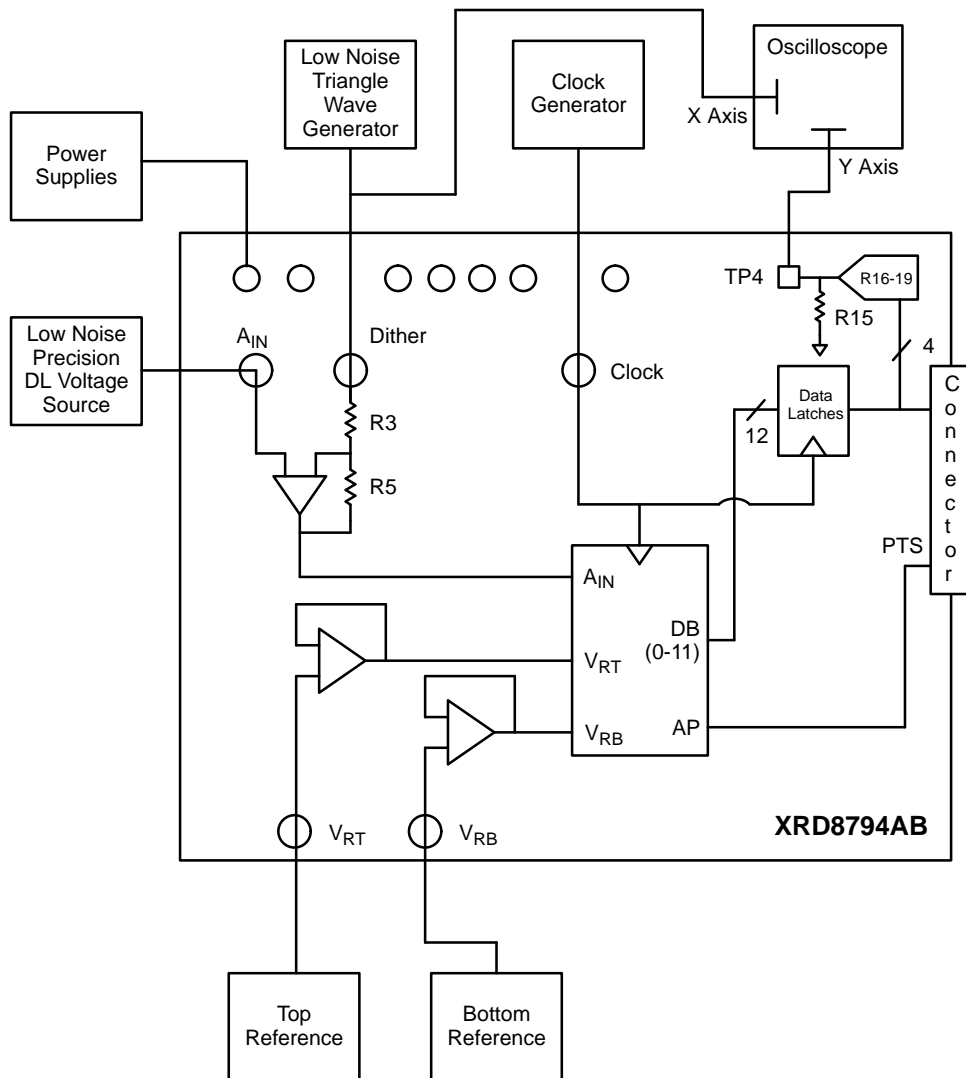 Low Noise
Triangle
Wave
Generator
Clock
Generator
Oscilloscope
X Axis
Y Axis
Power
Supplies
TP4
R16-19
R15
4
Low Noise
Precision
DL Voltage
Source
AIN
Dither
Clock
R3
R5
12
Data
Latches
Connector
PTS
AIN
DB
(0-11)
VRT
VRB
AP
VRT
VRB
XRD8794AB
Top
Reference
Bottom
Reference